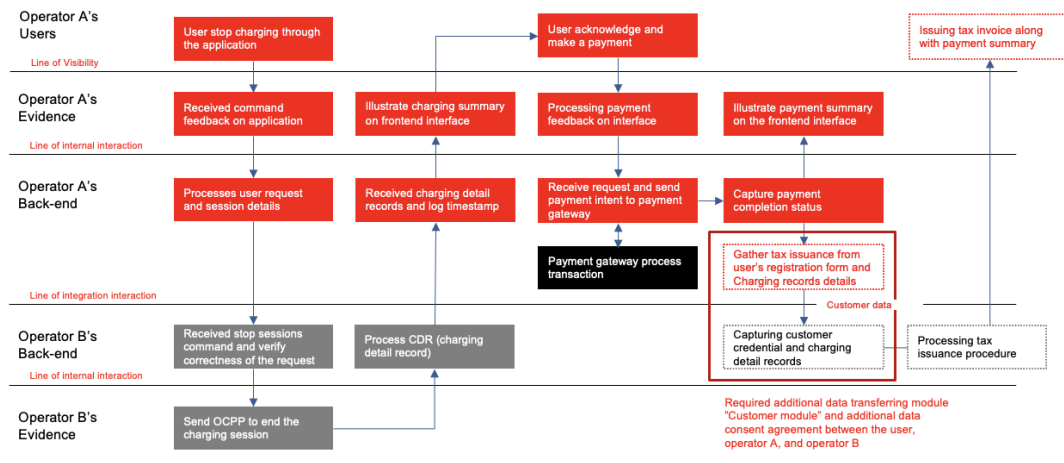 Operator A's
Users
User stop charging through
the application
User acknowledge and
make a payment
Issuing tax invoice along
with payment summary
Line of Visibility
Operator A's
Evidence
Received command
feedback on application
Illustrate charging summary
on frontend interface
Processing payment
feedback on interface
Illustrate payment summary
on the frontend interface
Line of internal interaction
Operator A's
Back-end
Processes user request
and session details
Received charging detail
records and log timestamp
Receive request and send
payment intent to payment
gateway
Capture payment
completion status
Payment gateway process
transaction
Gather tax issuance from
user's registration form and
Charging records details
Line of integration interaction
Customer data
Operator B's
Back-end
Received stop sessions
command and verify
correctness of the request
Process CDR (charging
detail record)
Capturing customer
credential and charging
detail records
Processing tax
issuance procedure
Line of internal interaction
Operator B's
Evidence
Send OCPP to end the
charging session
Required additional data transferring module
"Customer module" and additional data
consent agreement between the user,
operator A, and operator B